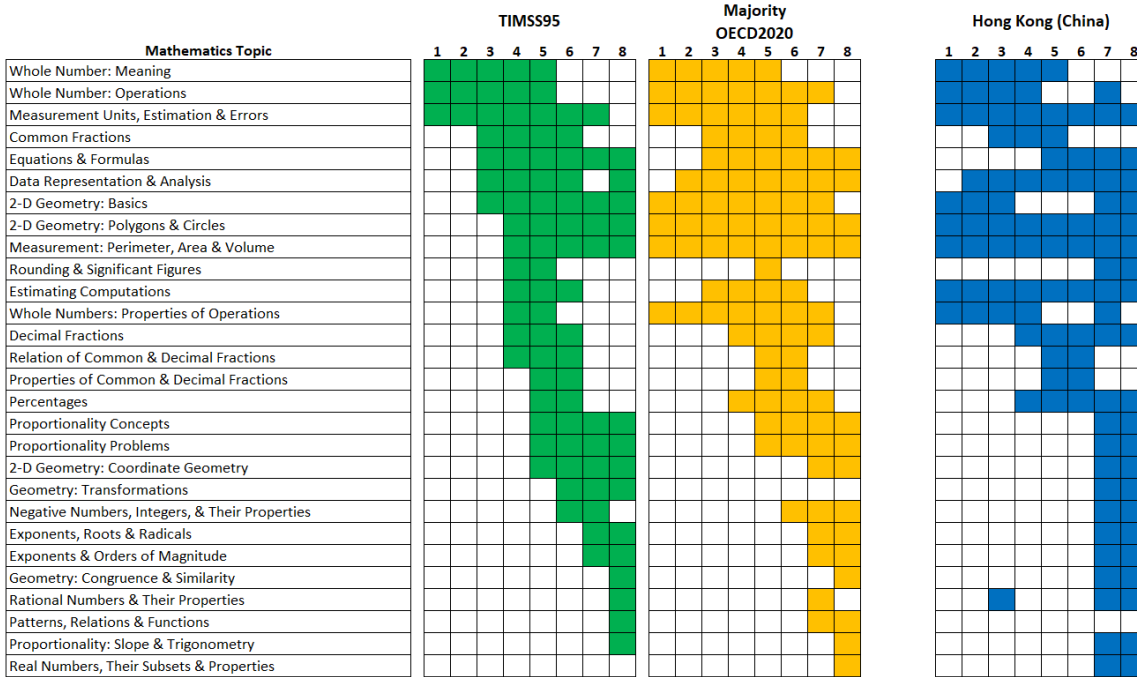 TIMSS95
Majority
OECD2020
Hong Kong (China)
Mathematics Topic
1 2 3 4 5 6 7 8
1 2 3 4 5 6 7 8
1 2 3 4 5 6 7 8
Whole Number: Meaning
Whole Number: Operations
Measurement Units, Estimation & Errors
Common Fractions
Equations & Formulas
Data Representation & Analysis
2-D Geometry: Basics
2-D Geometry: Polygons & Circles
Measurement: Perimeter, Area & Volume
Rounding & Significant Figures
Estimating Computations
Whole Numbers: Properties of Operations
Decimal Fractions
Relation of Common & Decimal Fractions
Properties of Common & Decimal Fractions
Percentages
Proportionality Concepts
Proportionality Problems
2-D Geometry: Coordinate Geometry
Geometry: Transformations
Negative Numbers, Integers, & Their Properties
Exponents, Roots & Radicals
Exponents & Orders of Magnitude
Geometry: Congruence & Similarity
Rational Numbers & Their Properties
Patterns, Relations & Functions
Proportionality: Slope & Trigonometry
Real Numbers, Their Subsets & Properties